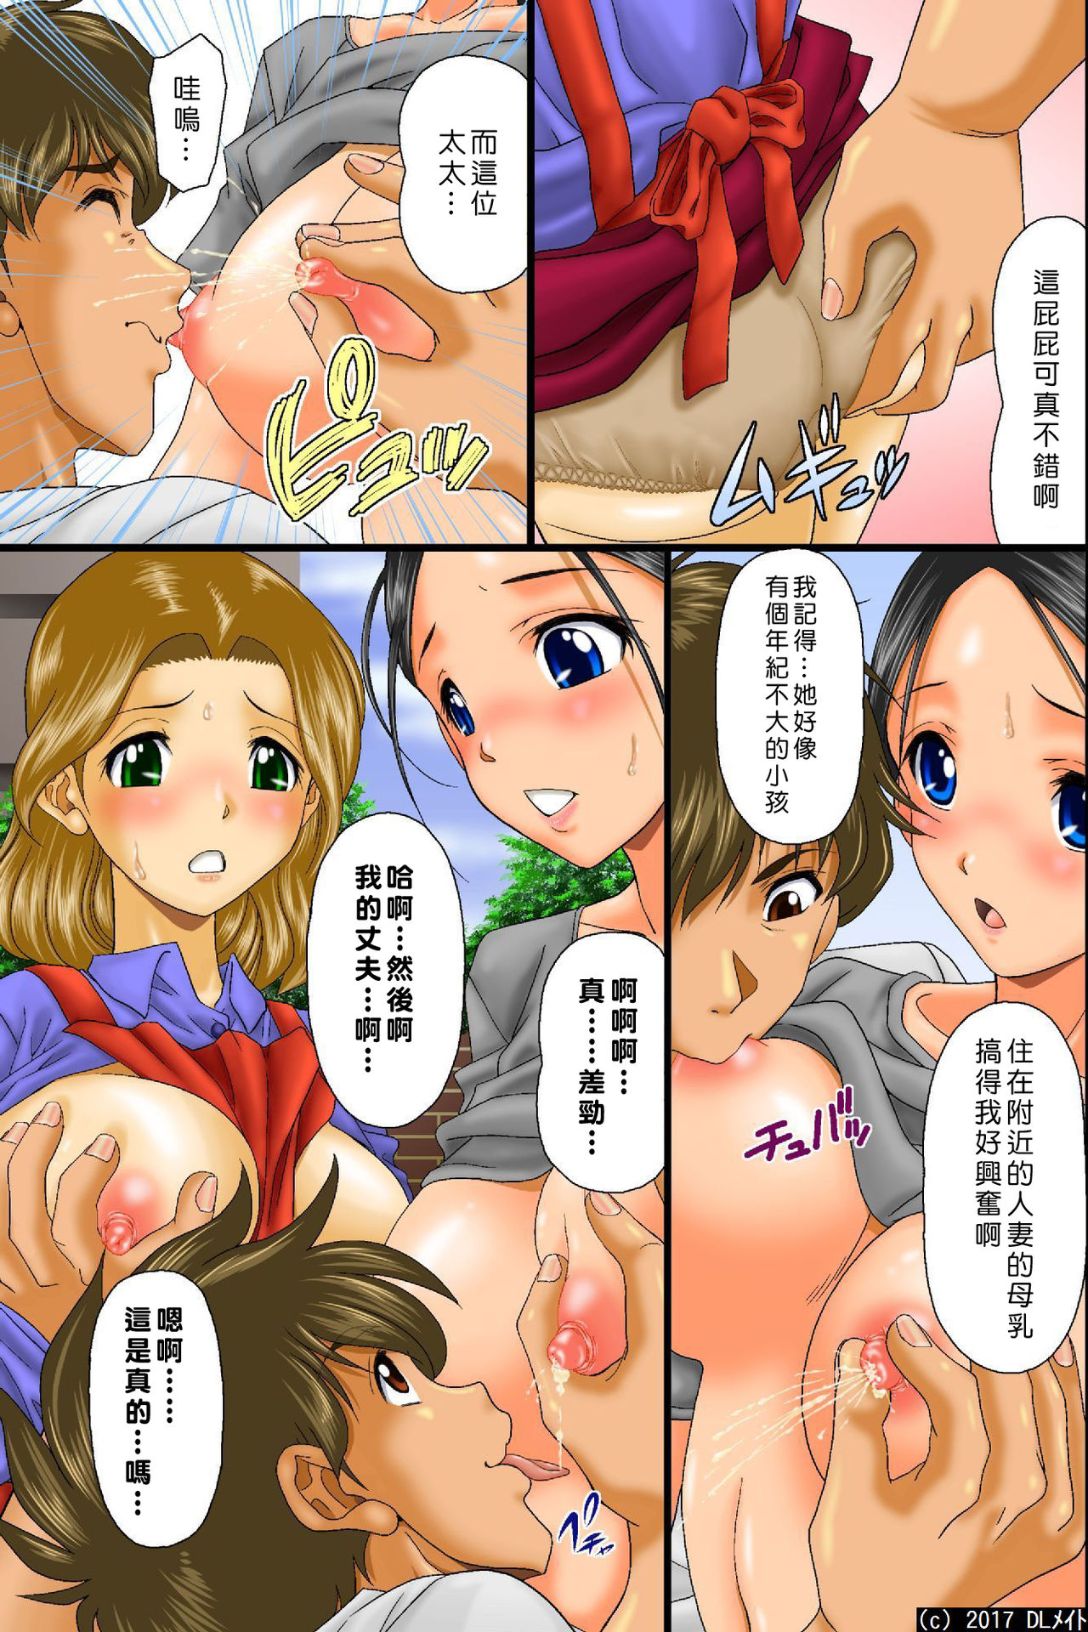 這屁屁可真不錯啊
ムギュッ
而這位
太太…
哇嗚…
ピュッ
我記得…她好像
有個年紀不大的小孩
住在附近的人妻的母乳
搞得我好興奮啊
チュバッ
啊啊啊…
真……差勁…
哈啊…然後啊
我的丈夫…啊…
嗯啊……
這是真的…嗎…
ペチャ
(c) 2017 DLメイト